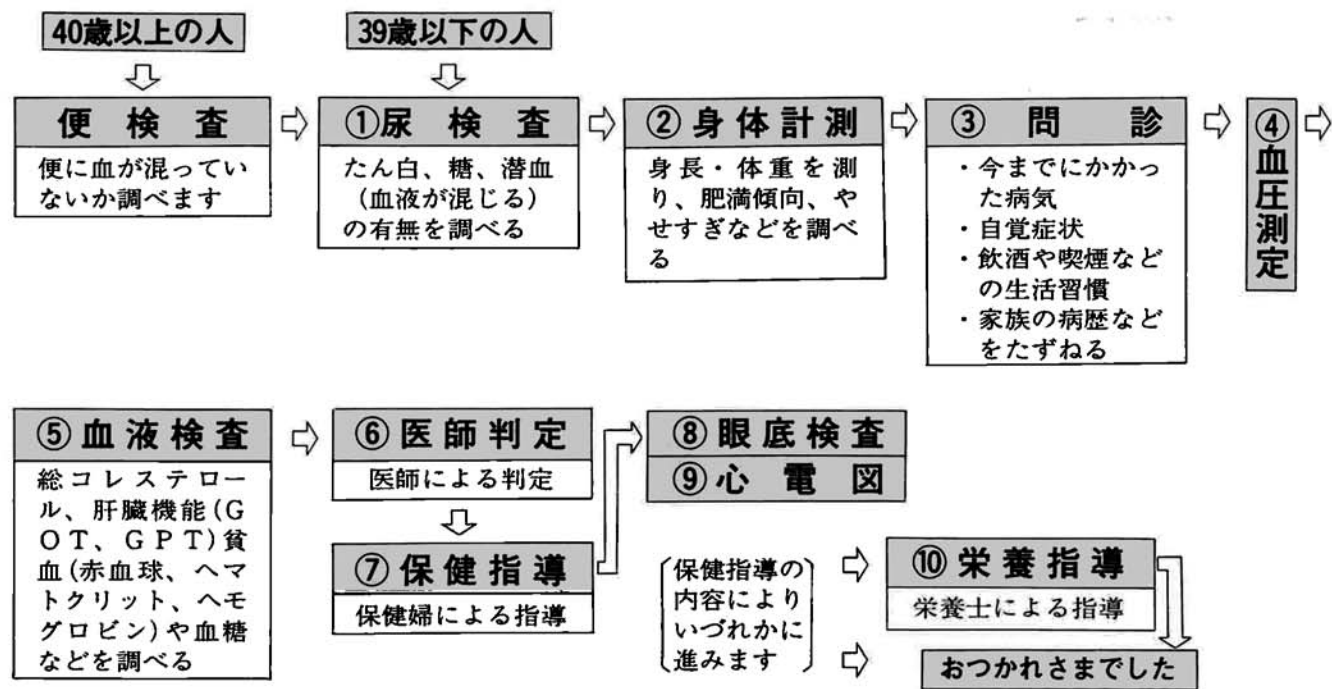 40歳以上の人
39歳以下の人
便検査
便に血が混ってい
ないか調べます
①尿検査
たん白、糖、潜血
(血液が混じる)
の有無を調べる
②身体計測
身長・体重を測
り、肥満傾向、や
せすぎなどを調べ
る
③問診
・今までにかかっ
た病気
・自覚症状
・飲酒や喫煙など
の生活習慣
・家族の病歴など
をたずねる
④血圧測定
⑤血液検査
総コレステロー
ル、肝臓機能(G
OT、GPT)貧
血(赤血球、ヘマ
トクリット、ヘモ
グロビン)や血糖
などを調べる
⑥医師判定
医師による判定
⑦保健指導
保健婦による指導
⑧眼底検査
⑨心電図
保健指導の
内容により
いづれかに
進みます
⑩栄養指導
栄養士による指導
おつかれさまでした